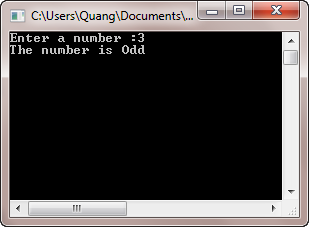 C:\Users\Quang\Documents\...
Enter a number :3
The number is Odd